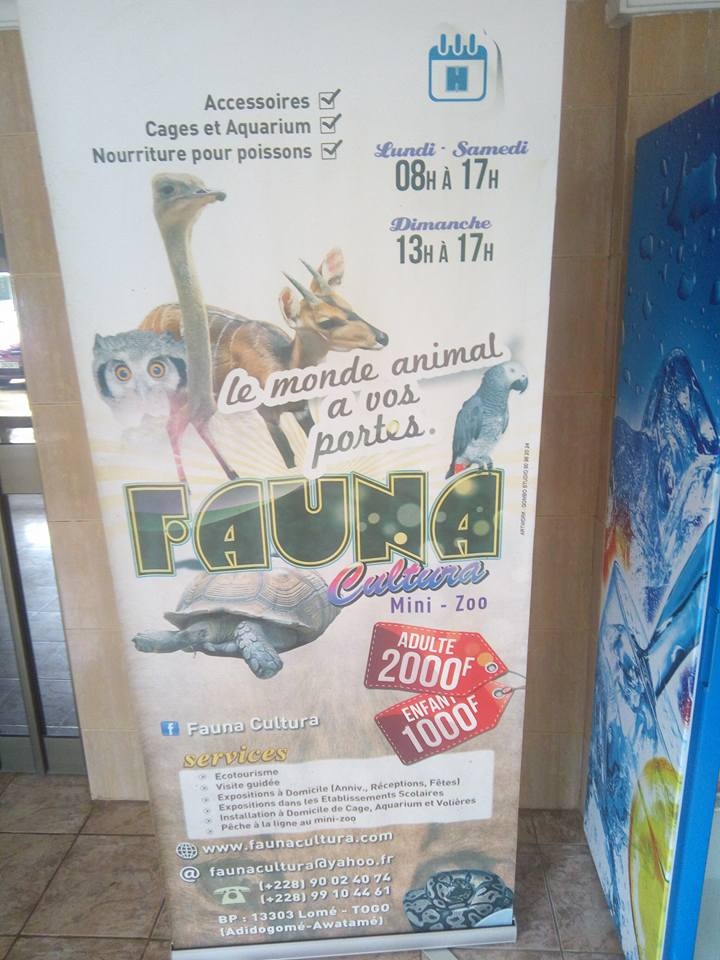 Accessoires
Cages et Aquarium
Nourriture pour poissons
H
Lundi - Samedi
08H À 17H
Dimanche
13H À 17H
le monde animal
a vos
portes.
FAUNA
Cultura
Mini - Zoo
ADULTE
2000F
ENFANT
1000F
Fauna Cultura
services
Ecotourisme
Visite guidée
Expositions à Domicile (Anniv., Réceptions, Fêtes)
Expositions dans les Etablissements Scolaires
Installation à Domicile de Cage, Aquarium et Volières
Pêche à la ligne au mini-zoo
www.faunacultura.com
faunacultura@yahoo.fr
(+228) 90 02 40 74
(+228) 99 10 44 61
BP : 13303 Lomé - TOGO
(Adidogomé-Awatamé)